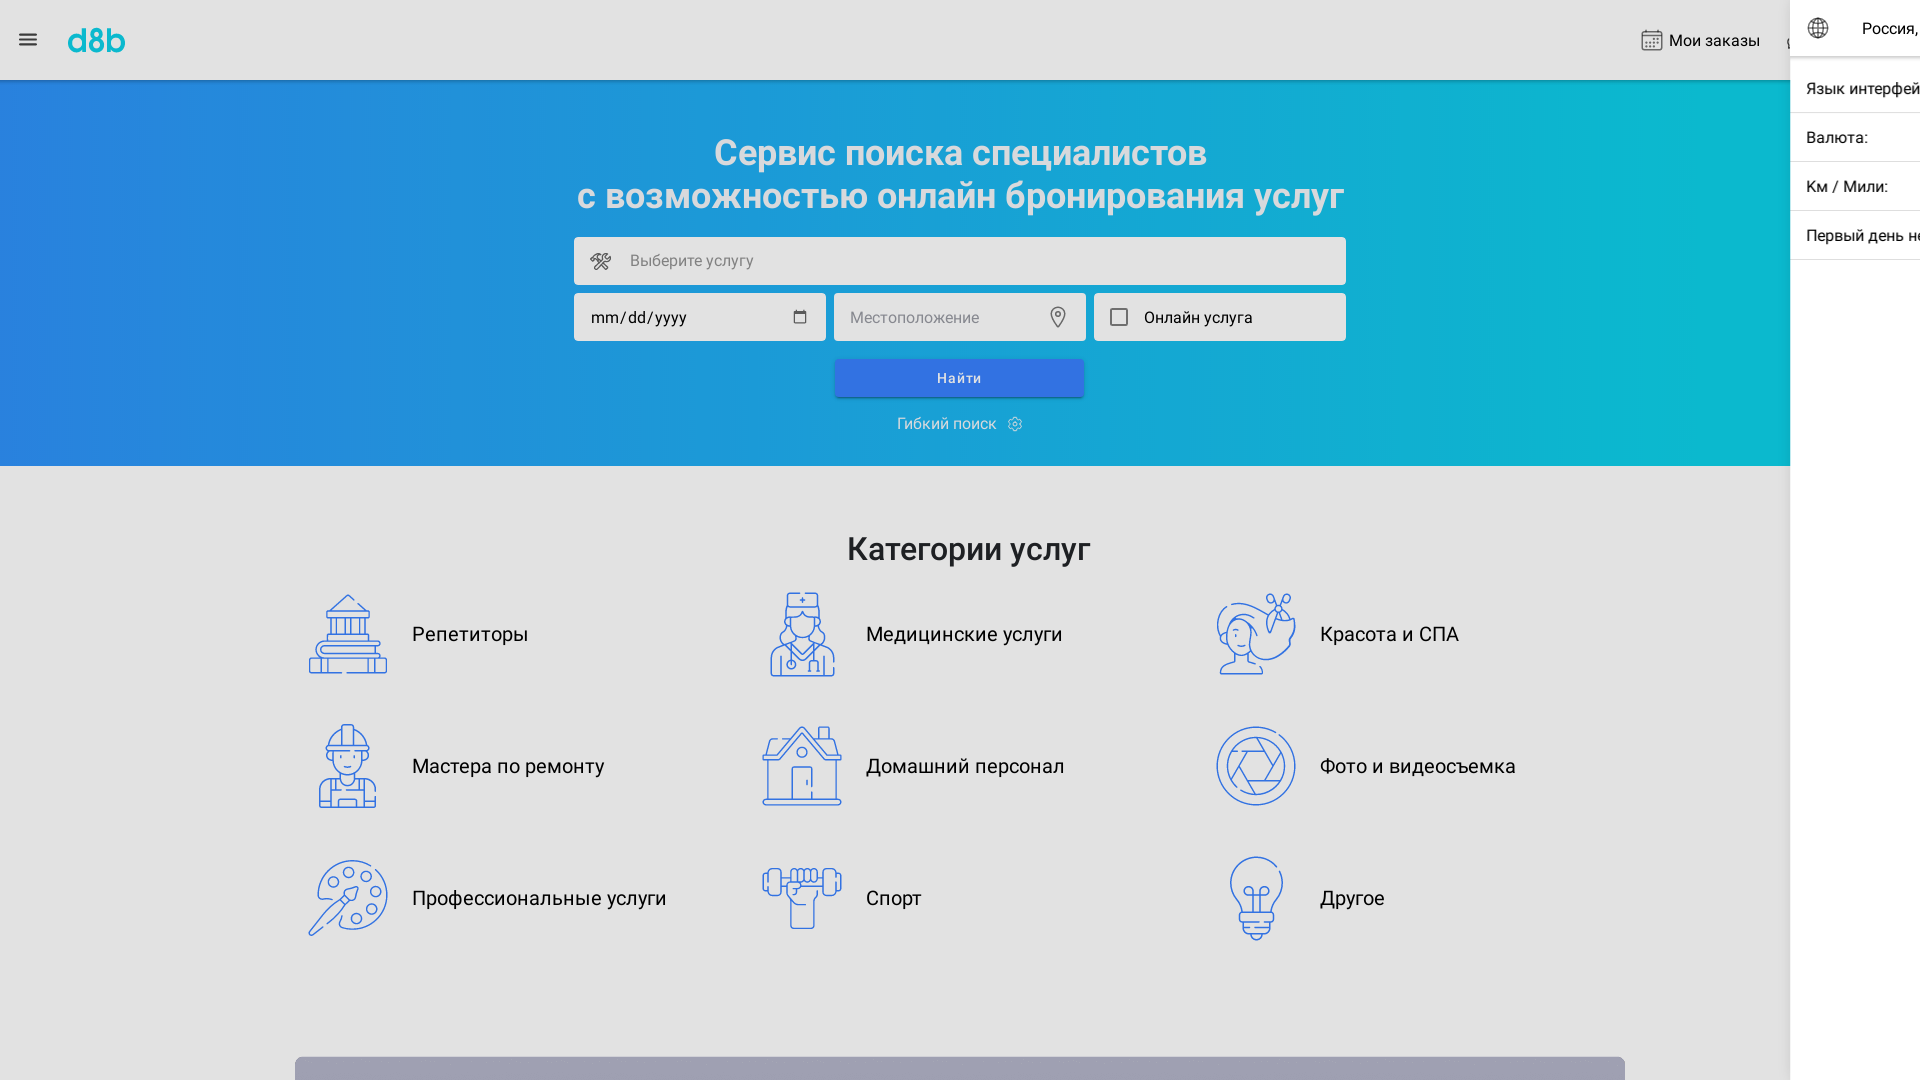 d8b
Мои заказы
Россия,
Сервис поиска специалистов
с возможностью онлайн бронирования услуг
Выберите услугу
mm/dd/yyyy
Местоположение
Онлайн услуга
Найти
Гибкий поиск
Язык интерфей
Валюта:
Км / Мили:
Первый день не
Категории услуг
Репетиторы
Медицинские услуги
Красота и СПА
Мастера по ремонту
Домашний персонал
Фото и видеосъемка
Профессиональные услуги
Спорт
Другое